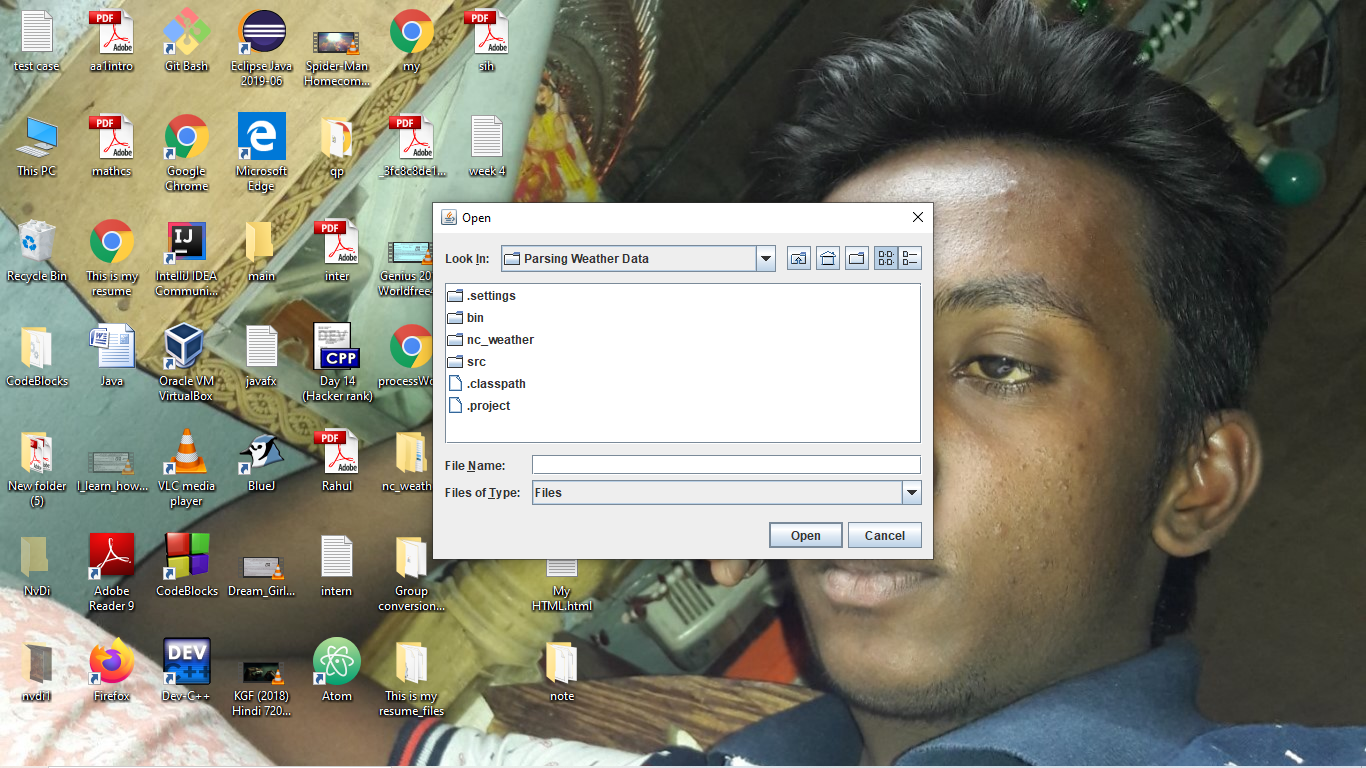 test case
aa1intro
Git Bash
Eclipse Java
2019-06
Spider-Man
Homecom...
my
sih
This PC
mathcs
Google
Chrome
Microsoft
Edge
qp
_3fc8c8de1...
week 4
Recycle Bin
This is my
resume
IntelliJ IDEA
Communi...
main
inter
Genius 20
Worldfree4
CodeBlocks
Java
Oracle VM
VirtualBox
javafx
Day 14
(Hacker rank)
processWo
New folder
(5)
I_learn_how...
VLC media
player
BlueJ
Rahul
nc_weath
NvDi
Adobe
Reader 9
CodeBlocks
Dream_Girl...
intern
Group
conversion...
My
HTML.html
nvdi1
Firefox
Dev-C++
KGF (2018)
Hindi 720...
Atom
This is my
resume_files
note
Open
Look In:
Parsing Weather Data
.settings
bin
nc_weather
src
.classpath
.project
File Name:
Files of Type:
Files
Open
Cancel
PDF
Adobe
PDF
Adobe
PDF
Adobe
PDF
Adobe
PDF
Adobe
PDF
Adobe
IJ
DEV
CPP
DEV
C++